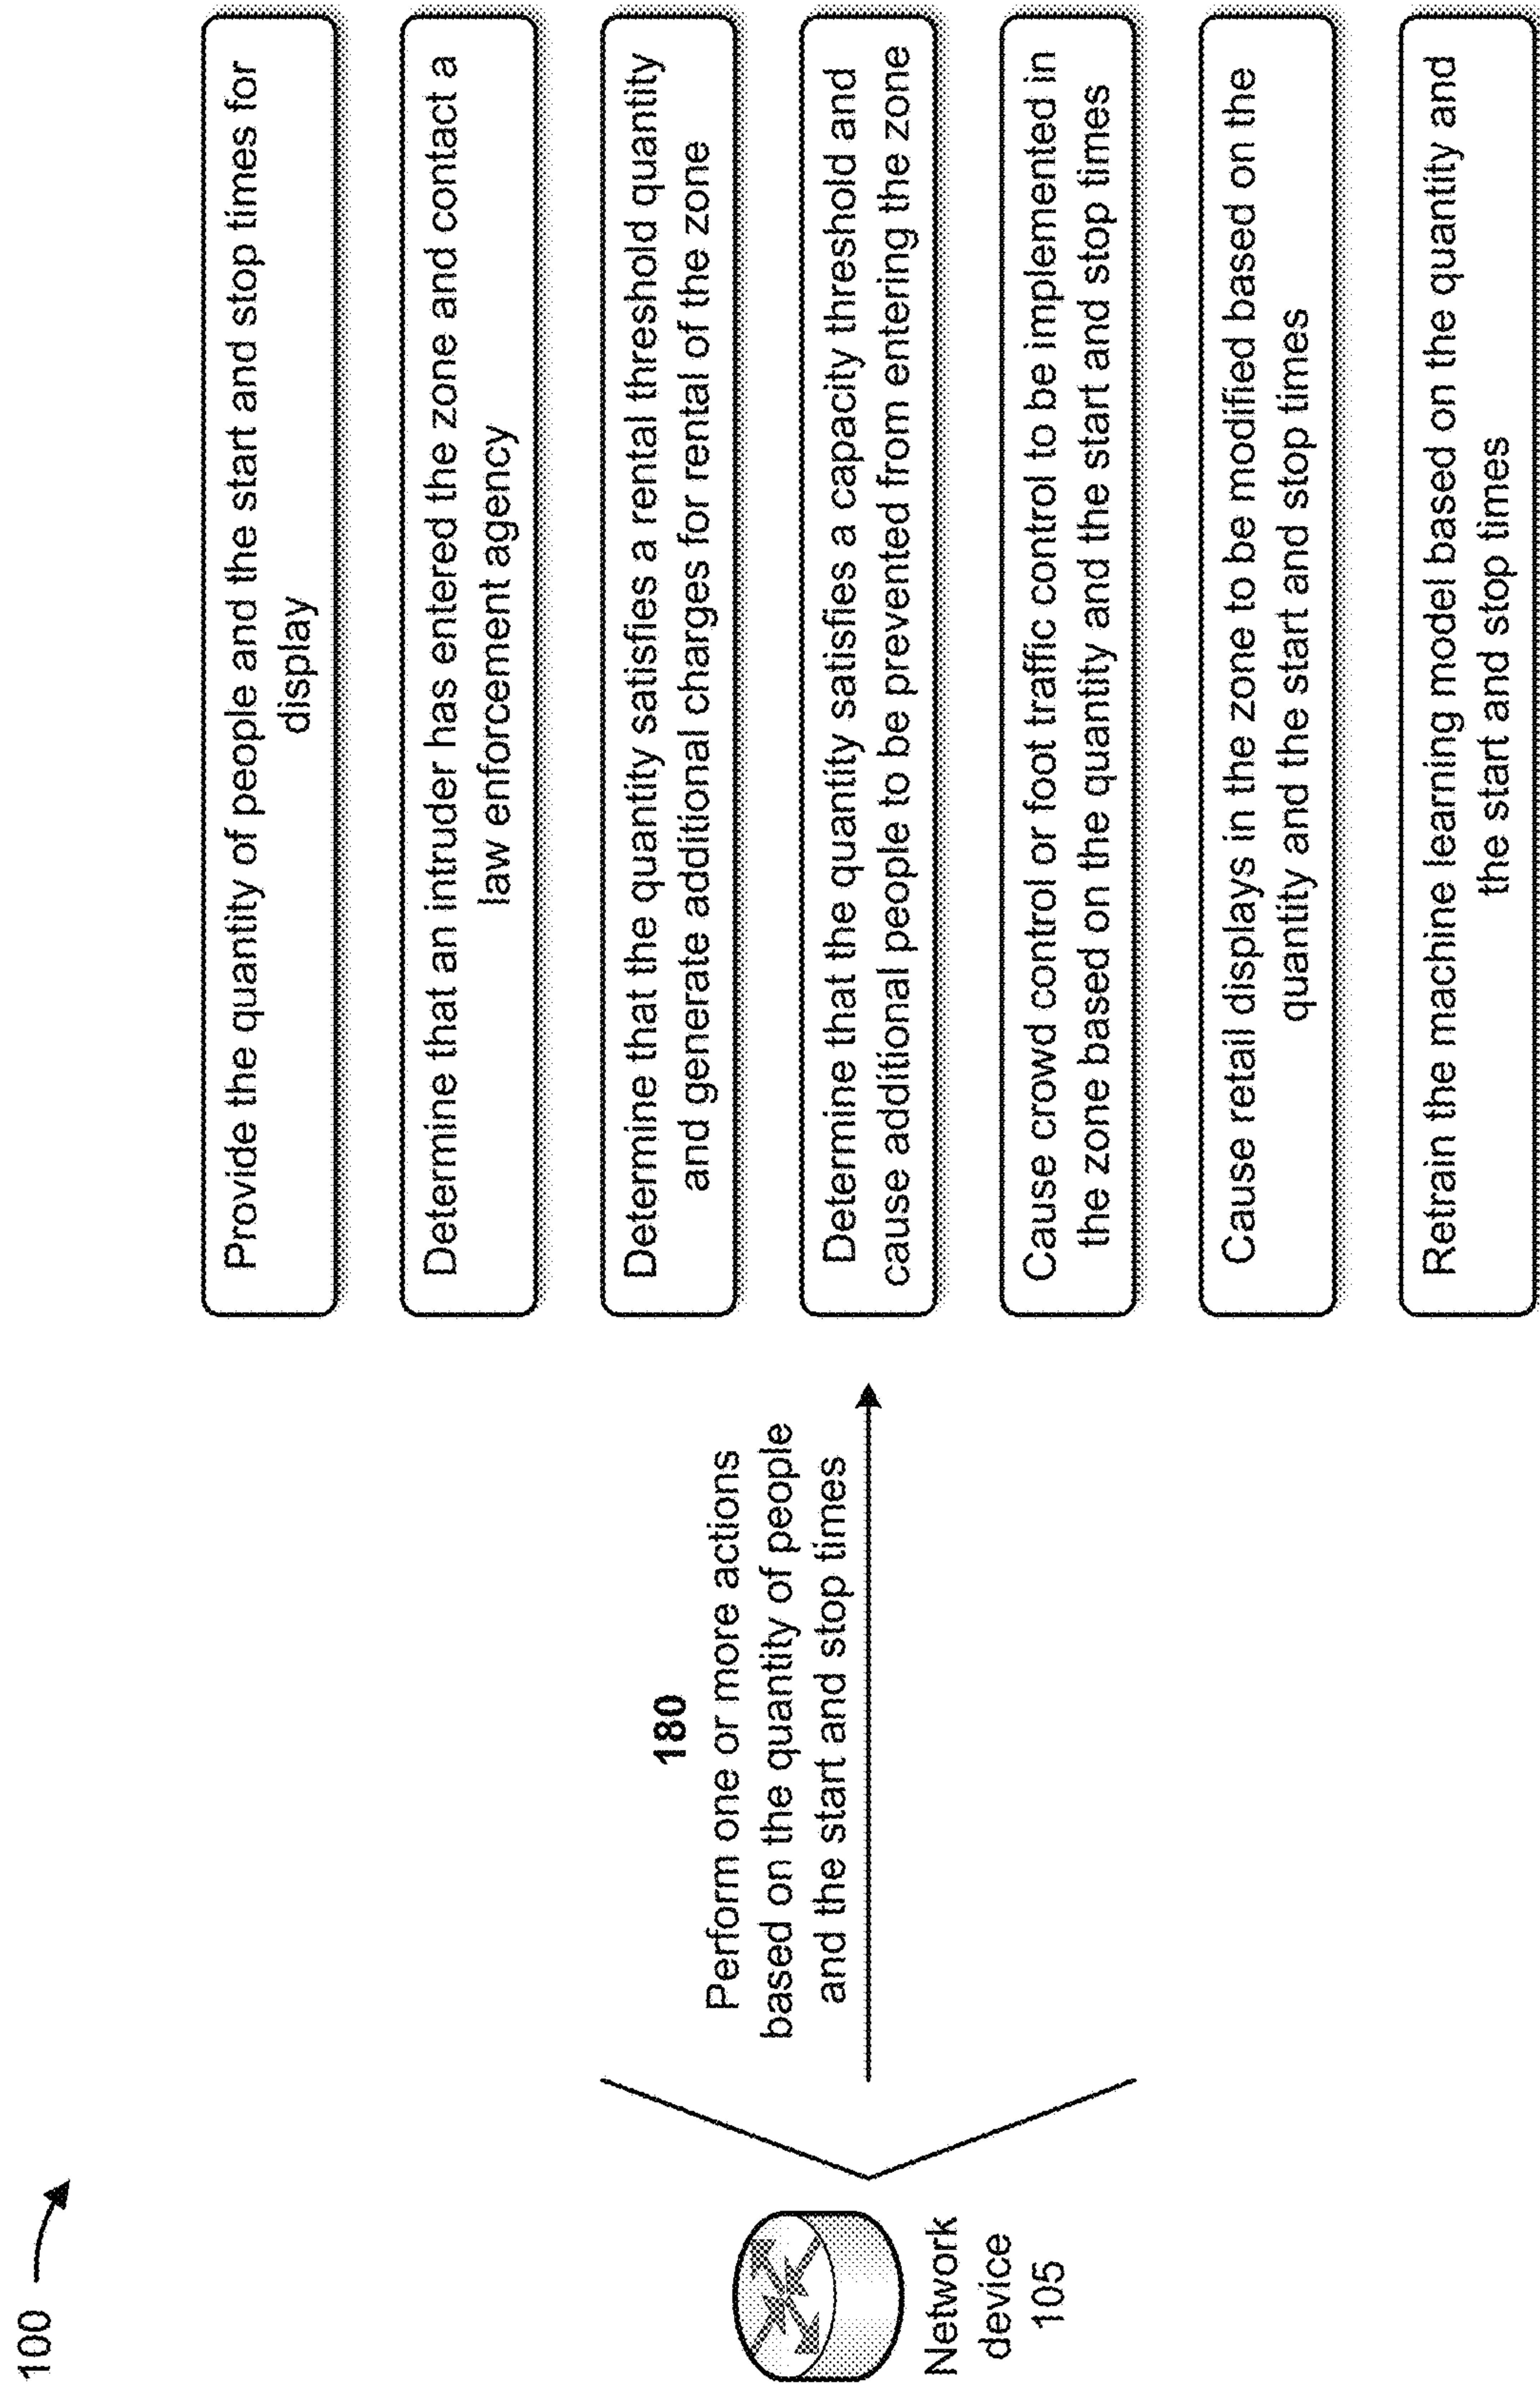 100
Network
device
105
180
Perform one or more actions
based on the quantity of people
and the start and stop times
Provide the quantity of people and the start and stop times for
display
Determine that an intruder has entered the zone and contact a
law enforcement agency
Determine that the quantity satisfies a rental threshold quantity
and generate additional charges for rental of the zone
Determine that the quantity satisfies a capacity threshold and
cause additional people to be prevented from entering the zone
Cause crowd control or foot traffic control to be implemented in
the zone based on the quantity and the start and stop times
Cause retail displays in the zone to be modified based on the
quantity and the start and stop times
Retrain the machine learning model based on the quantity and
the start and stop times